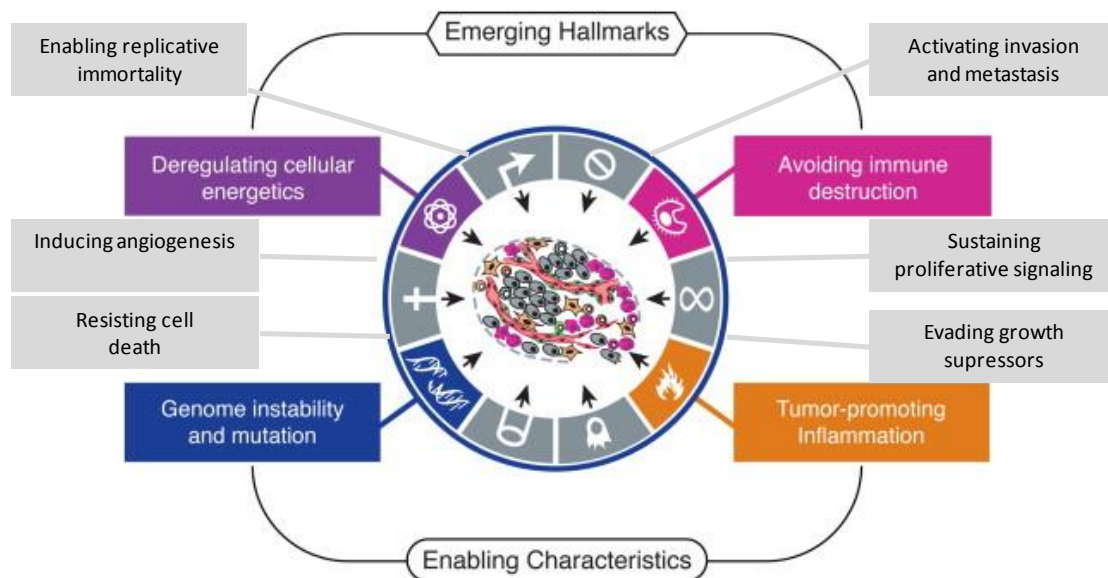 Emerging Hallmarks
Enabling replicative
immortality
Activating invasion
and metastasis
Deregulating cellular
energetics
Avoiding immune
destruction
Inducing angiogenesis
Sustaining
proliferative signaling
Resisting cell
death
Evading growth
supressors
Genome instability
and mutation
Tumor-promoting
Inflammation
Enabling Characteristics